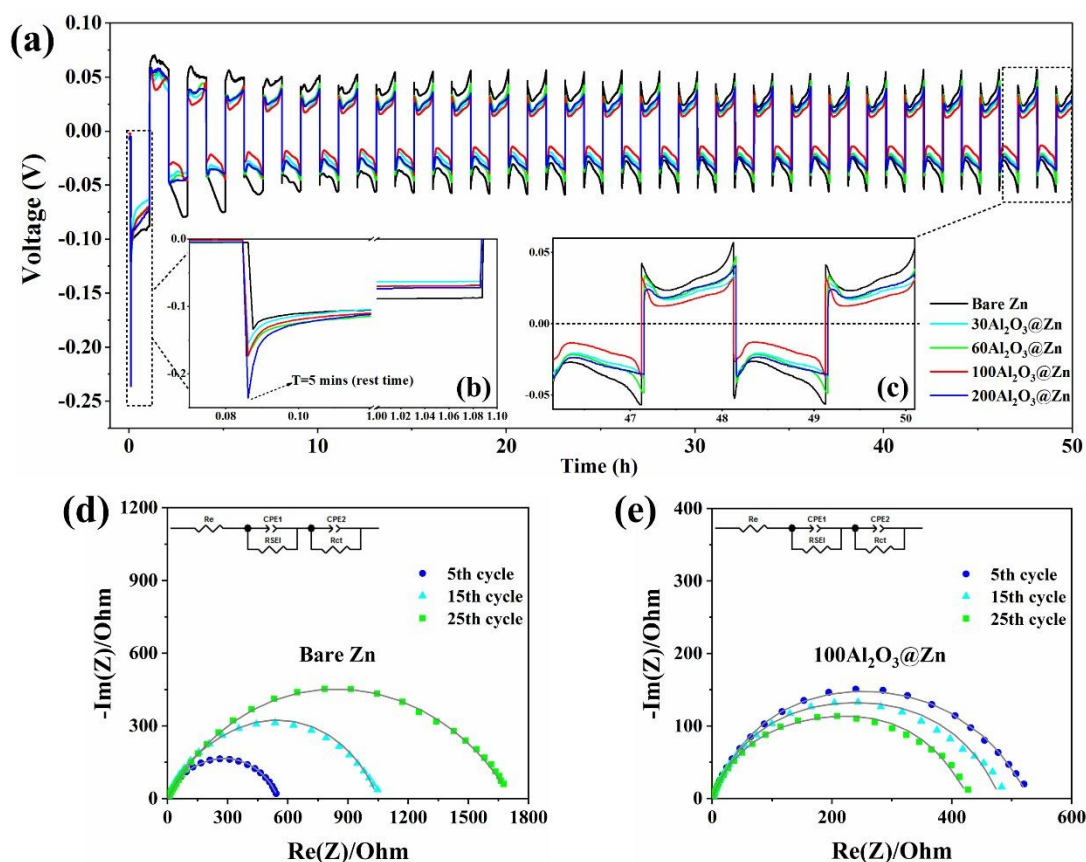 (a)
Voltage (V)
0.10
0.05
0.00
-0.05
-0.10
-0.15
-0.20
-0.25
0 10 20 30 40 50
Time (h)
0.0
-0.1
-0.2
0.08 0.10 1.00 1.02 1.04 1.06 1.08 1.10
T=5 mins (rest time)
(b)
0.05
0.00
-0.05
47 48 49 50
(c)
Bare Zn
30Al₂O₃@Zn
60Al₂O₃@Zn
100Al₂O₃@Zn
200Al₂O₃@Zn
(d)
-Im(Z)/Ohm
1200
900
600
300
0
0 300 600 900 1200 1500 1800
Re(Z)/Ohm
Re CPE1 CPE2
RSEI Rct
5th cycle
15th cycle
25th cycle
Bare Zn
(e)
-Im(Z)/Ohm
400
350
300
250
200
150
100
50
0
0 200 400 600
Re(Z)/Ohm
Re CPE1 CPE2
RSEI Rct
5th cycle
15th cycle
25th cycle
100Al₂O₃@Zn